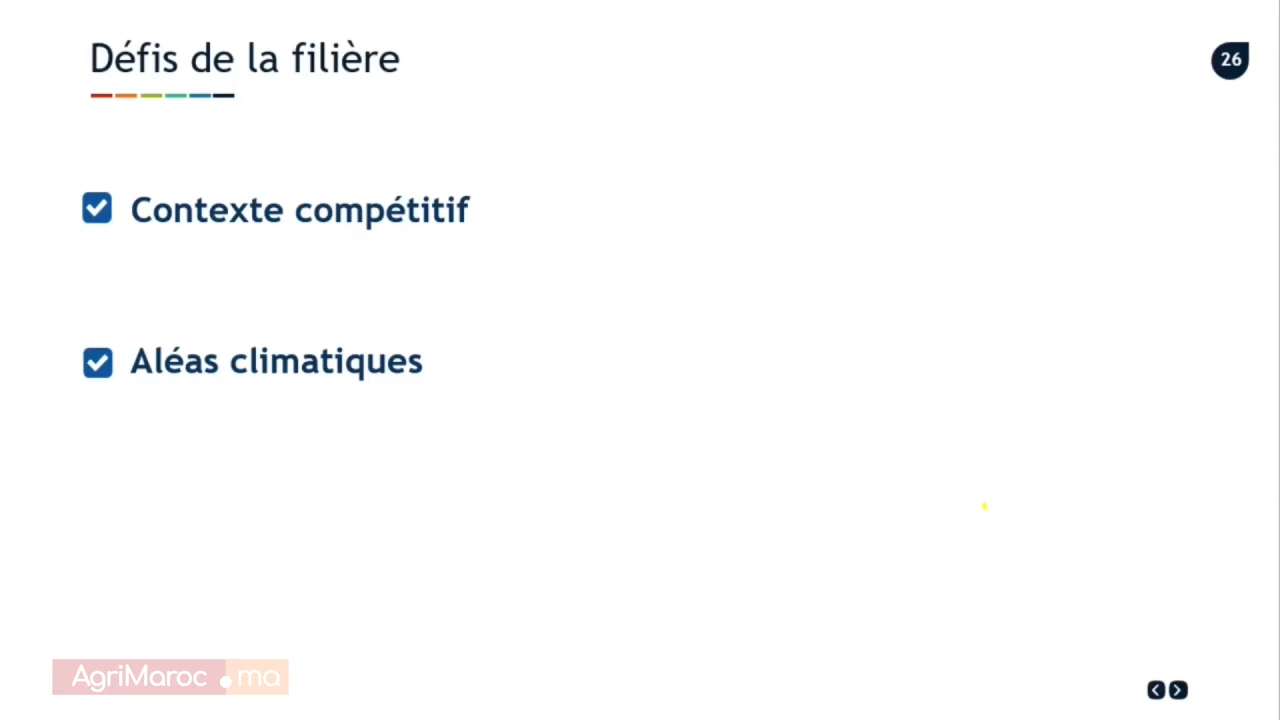 Défis de la filière
26
Contexte compétitif
Aléas climatiques
AgriMaroc.ma